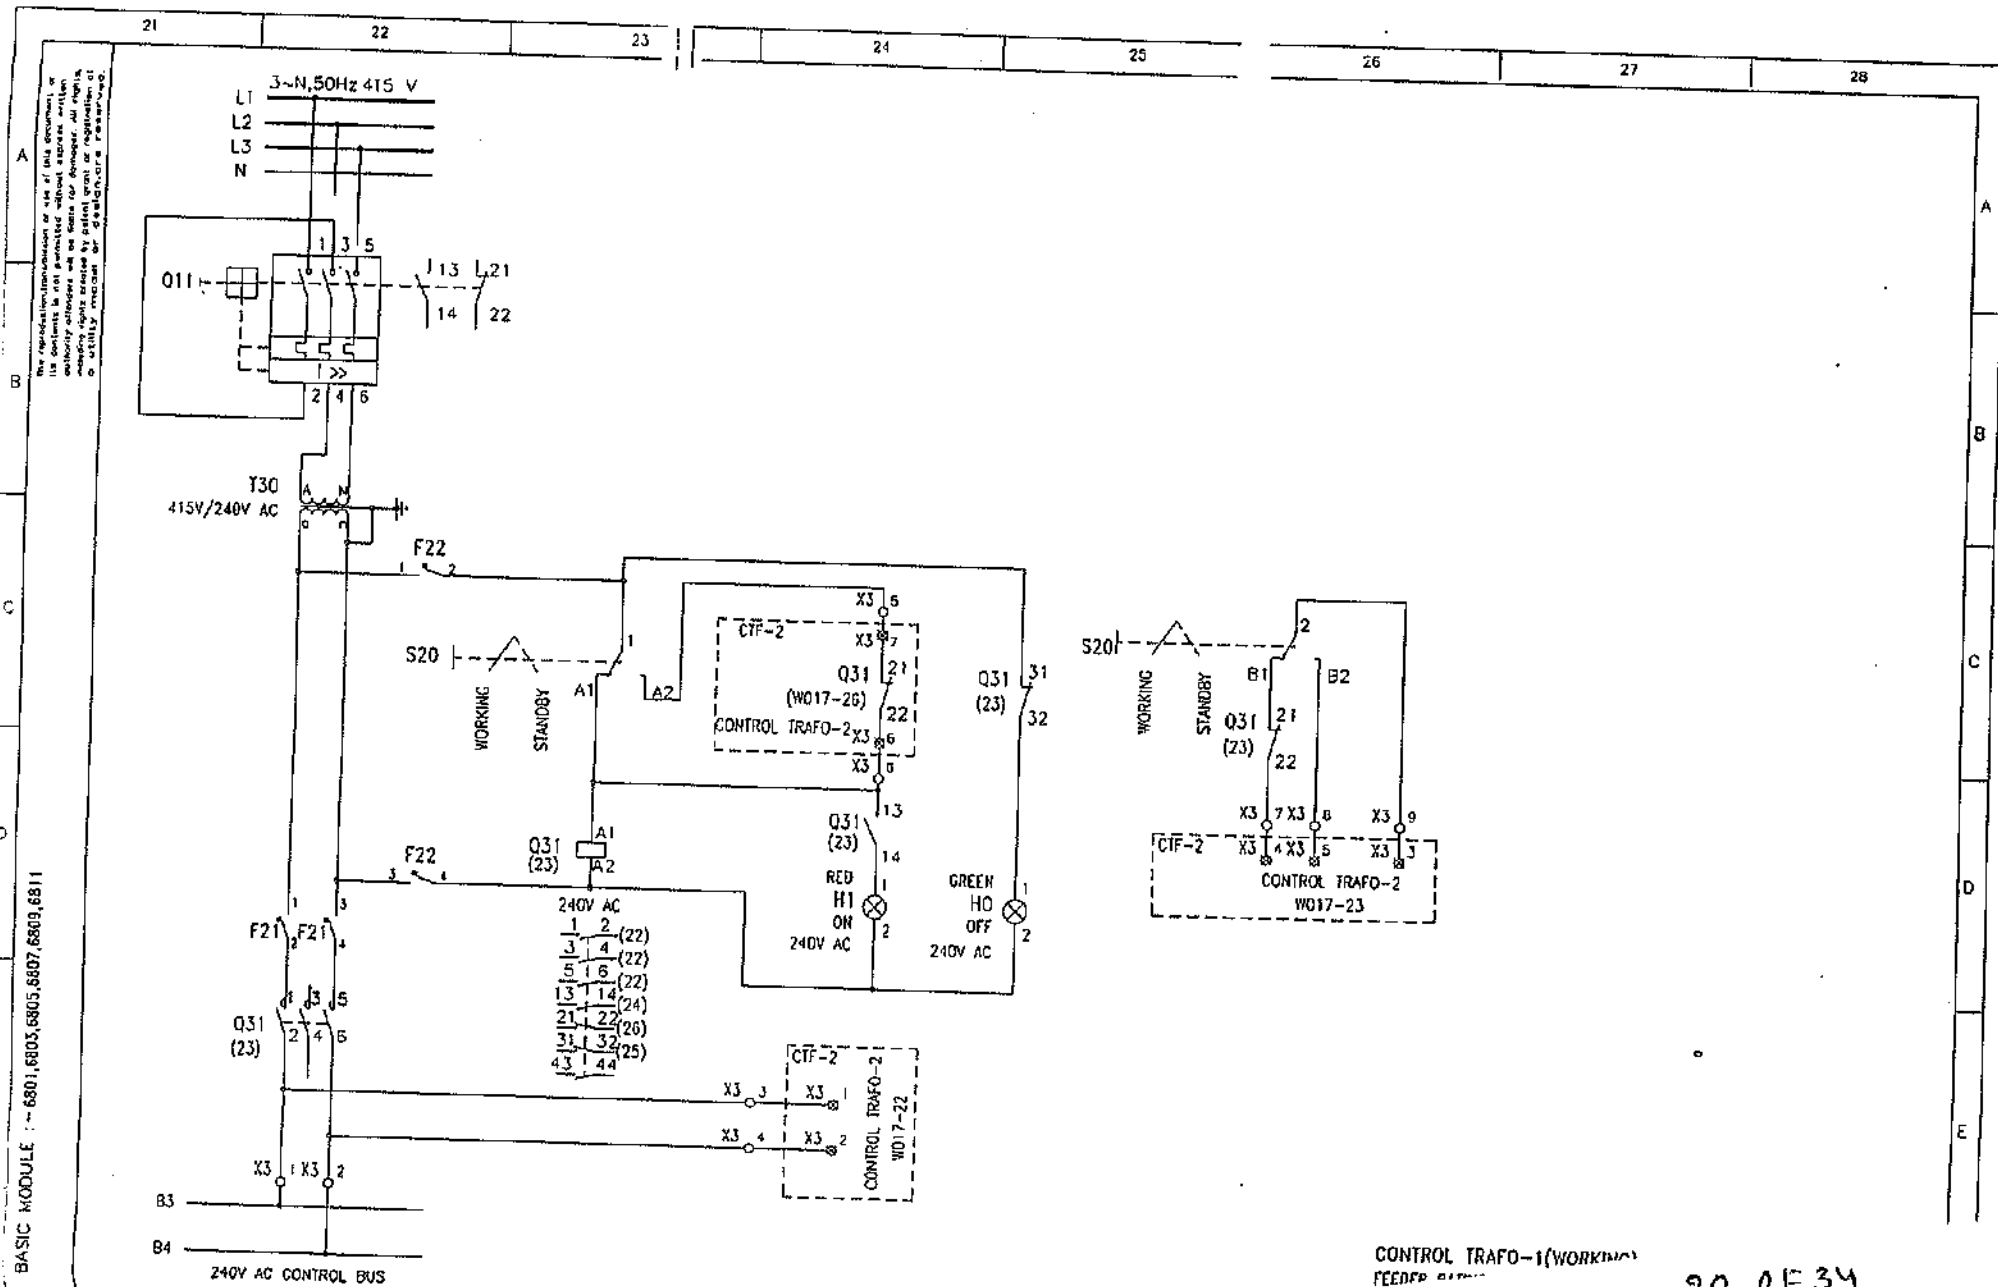 21 22 23 24 25 26 27 28
3~N,50Hz 415 V
L1
L2
L3
N
A
A
1 3 5
Q11
13 21
14 22
>>
2 4 6
B
B
T30
A N
415V/240V AC
F22
1 2
C
C
S20
WORKING
STANDBY
1
A1 A2
X3 5
CTF-2
X3 7
Q31 21
(W017-26)
22
CONTROL TRAFO-2
X3 6
X3 6
Q31 31
(23)
32
S20
WORKING
STANDBY
2
B1 B2
Q31 21
(23)
22
X3 7 X3 8 X3 9
CTF-2
X3 4 X3 5 X3 3
CONTROL TRAFO-2
W017-23
Q31 A1
(23) A2
240V AC
F22
3 4
Q31 13
(23)
14
RED
H1
ON
240V AC
1
2
GREEN
H0
OFF
240V AC
1
2
D
D
1 3
F21 2 F21 4
1 2 (22)
3 4 (22)
5 6 (22)
13 14 (24)
21 22 (26)
31 32 (25)
43 44
1 3 5
Q31 2 4 6
(23)
CTF-2
X3 3 X3 1
X3 4 X3 2
CONTROL TRAFO-2
W017-22
E
X3 1 X3 2
B3
B4
240V AC CONTROL BUS
BASIC MODULE :- 6801,6803,6805,6807,6809,6811
CONTROL TRAFO-1(WORKING)
FEEDER
20 OF 34